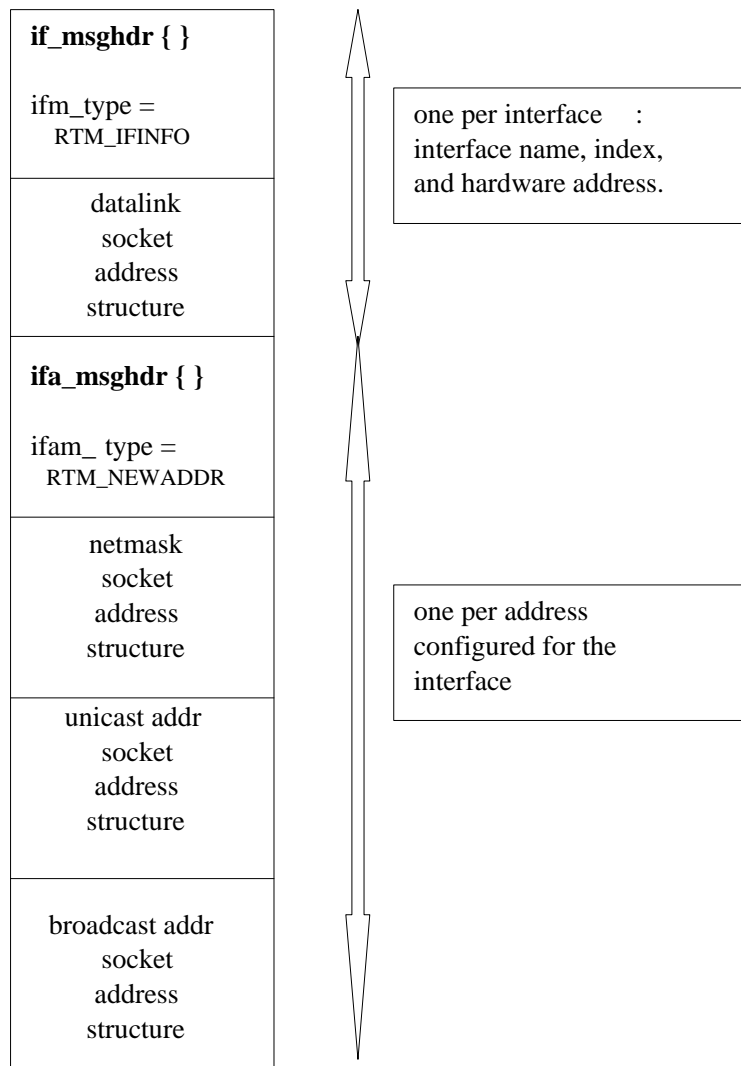 if_msghdr { }
ifm_type =
RTM_IFINFO
one per interface :
interface name, index,
and hardware address.
datalink
socket
address
structure
ifa_msghdr { }
ifam_ type =
RTM_NEWADDR
netmask
socket
address
structure
one per address
configured for the
interface
unicast addr
socket
address
structure
broadcast addr
socket
address
structure